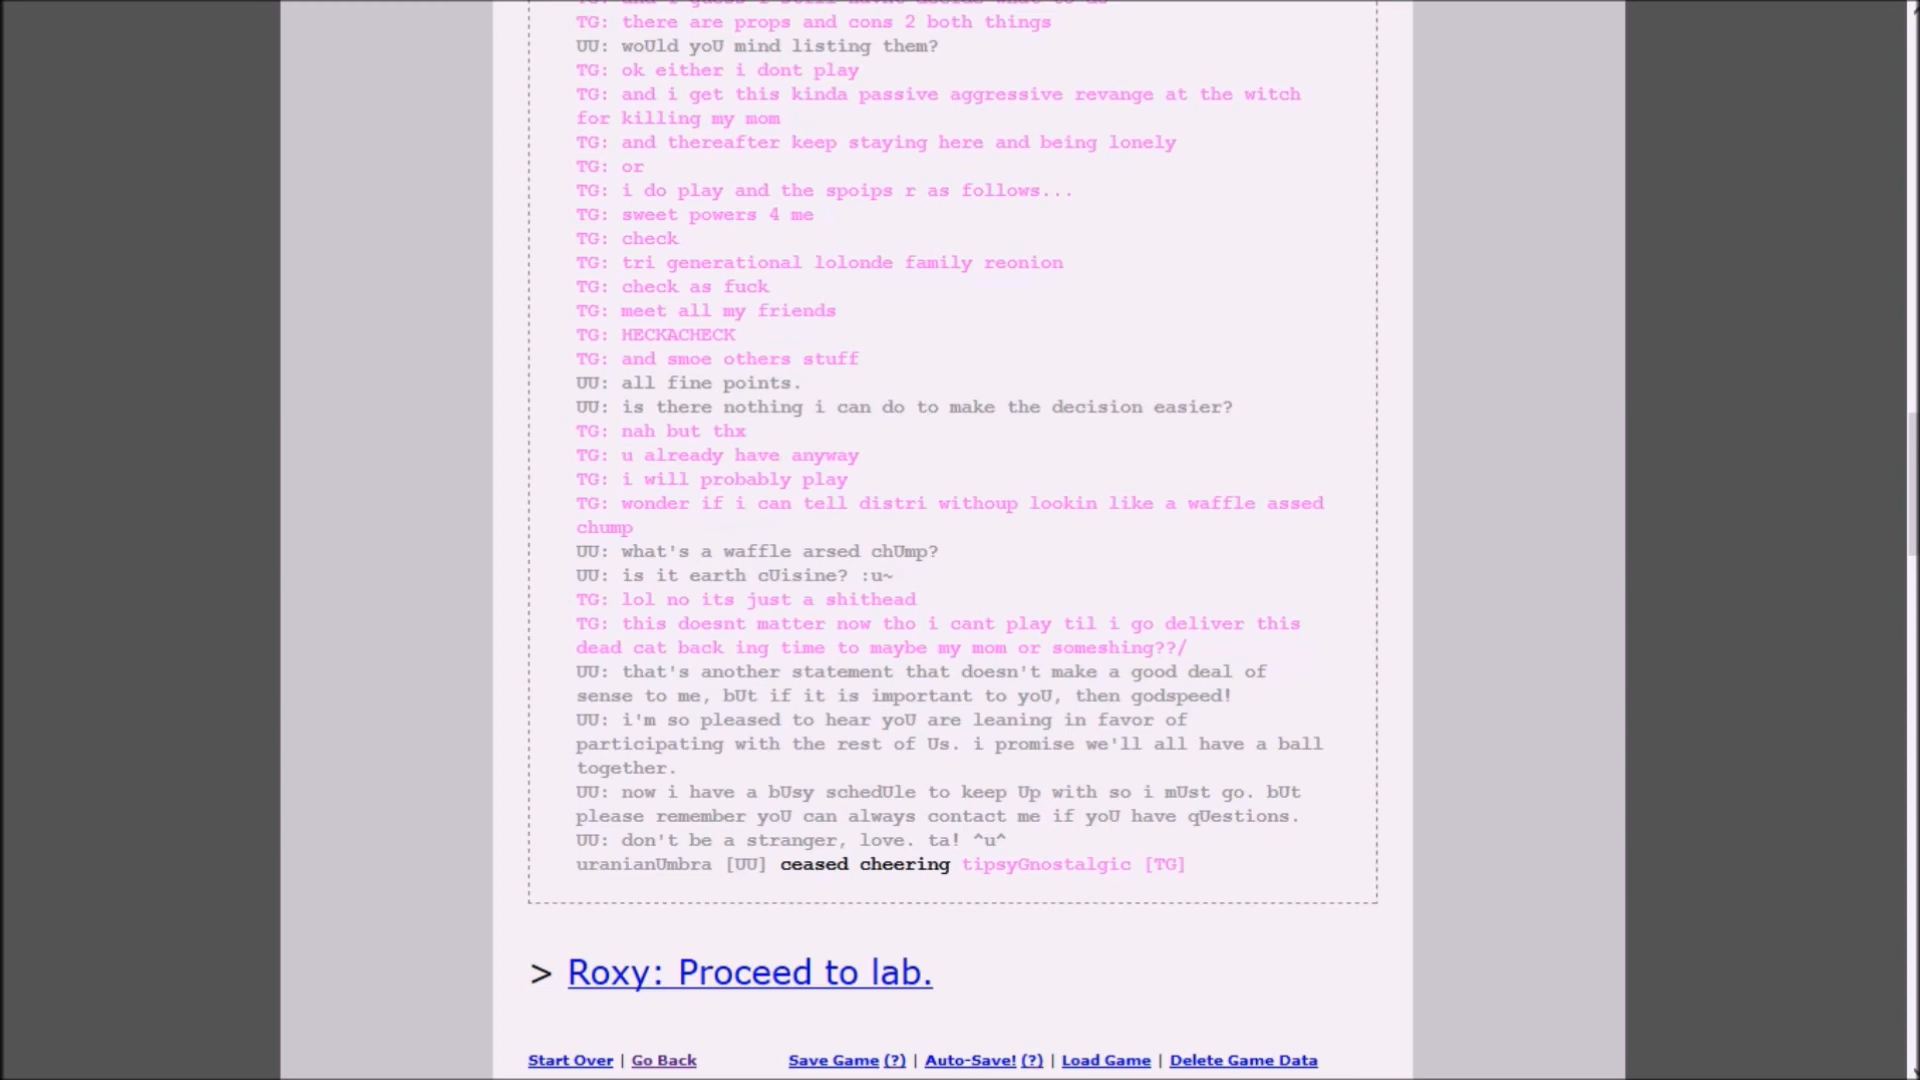 TG: there are props and cons 2 both things
UU: woUld yoU mind listing them?
TG: ok either i dont play
TG: and i get this kinda passive aggressive revange at the witch
for killing my mom
TG: and thereafter keep staying here and being lonely
TG: or
TG: i do play and the spoips r as follows...
TG: sweet powers 4 me
TG: check
TG: tri generational lolonde family reonion
TG: check as fuck
TG: meet all my friends
TG: HECKACHECK
TG: and smoe others stuff
UU: all fine points.
UU: is there nothing i can do to make the decision easier?
TG: nah but thx
TG: u already have anyway
TG: i will probably play
TG: wonder if i can tell distri withoup lookin like a waffle assed
chump
UU: what's a waffle arsed chUmp?
UU: is it earth cUisine? :u~
TG: lol no its just a shithead
TG: this doesnt matter now tho i cant play til i go deliver this
dead cat back ing time to maybe my mom or someshing??/
UU: that's another statement that doesn't make a good deal of
sense to me, bUt if it is important to yoU, then godspeed!
UU: i'm so pleased to hear yoU are leaning in favor of
participating with the rest of Us. i promise we'll all have a ball
together.
UU: now i have a bUsy schedUle to keep Up with so i mUst go. bUt
please remember yoU can always contact me if yoU have qUestions.
UU: don't be a stranger, love. ta! ^u^
uranianUmbra [UU] ceased cheering tipsyGnostalgic [TG]
> Roxy: Proceed to lab.
Start Over | Go Back Save Game (?) | Auto-Save! (?) | Load Game | Delete Game Data